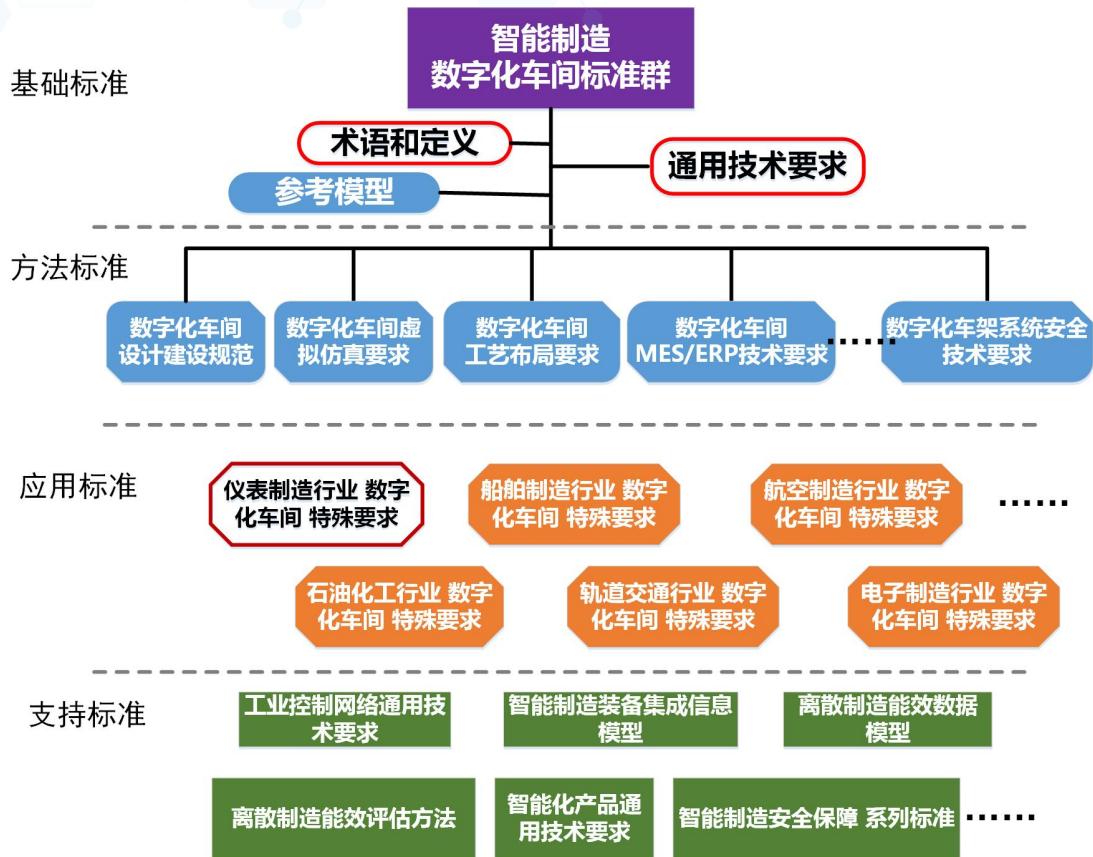 智能制造
数字化车间标准群
基础标准
术语和定义
通用技术要求
参考模型
方法标准
数字化车间
设计建设规范
数字化车间虚
拟仿真要求
数字化车间
工艺布局要求
数字化车间
MES/ERP技术要求
······
数字化车架系统安全
技术要求
应用标准
仪表制造行业 数字
化车间 特殊要求
船舶制造行业 数字
化车间 特殊要求
航空制造行业 数字
化车间 特殊要求
······
石油化工行业 数字
化车间 特殊要求
轨道交通行业 数字
化车间 特殊要求
电子制造行业 数字
化车间 特殊要求
支持标准
工业控制网络通用技
术要求
智能制造装备集成信息
模型
离散制造能效数据
模型
离散制造能效评估方法
智能化产品通
用技术要求
智能制造安全保障 系列标准
······